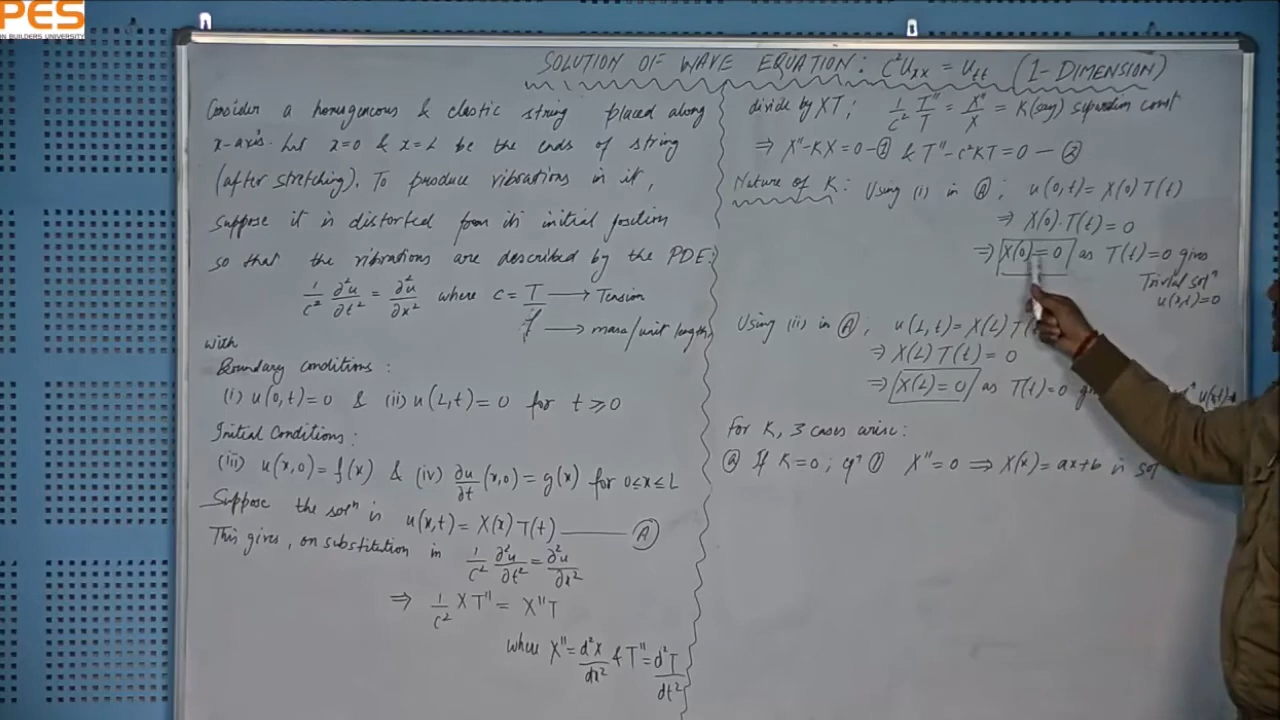 PES
N BUILDERS UNIVERSITY
SOLUTION OF WAVE EQUATION: c²Uₓₓ = Uₜₜ (1-DIMENSION)
Consider a homogeneous & elastic string placed along
x-axis. Let x=0 & x=L be the ends of string
(after stretching). To produce vibrations in it,
suppose it is distorted from its initial position
so that the vibrations are described by the PDE:
1/c² ∂²u/∂t² = ∂²u/∂x² where c = T/ρ → Tension
→ mass/unit length,
with
Boundary conditions:
(i) u(0,t)=0 & (ii) u(L,t)=0 for t≥0
Initial Conditions:
(iii) u(x,0)=f(x) & (iv) ∂u/∂t (x,0)=g(x) for 0≤x≤L
Suppose the solⁿ is u(x,t)= X(x)T(t) — Ⓐ
This gives, on substitution in 1/c² ∂²u/∂t² = ∂²u/∂x²
⇒ 1/c² XT'' = X''T
where X''= d²X/dx² & T''= d²T/dt²
divide by XT; 1/c² T''/T = X''/X = K(say) separation const
⇒ X''-KX=0-① & T''-c²KT=0-②
Nature of K: Using (i) in Ⓐ; u(0,t)=X(0)T(t)
⇒ X(0)·T(t)=0
⇒ X(0)=0 as T(t)=0 gives
Trivial solⁿ
u(x,t)=0
Using (ii) in Ⓐ; u(L,t)=X(L)T(
⇒ X(L)T(t)=0
⇒ X(L)=0 as T(t)=0 g
For K, 3 cases arise:
ⓐ If K=0; eqⁿ ① X''=0 ⇒ X(x)=ax+b is sol